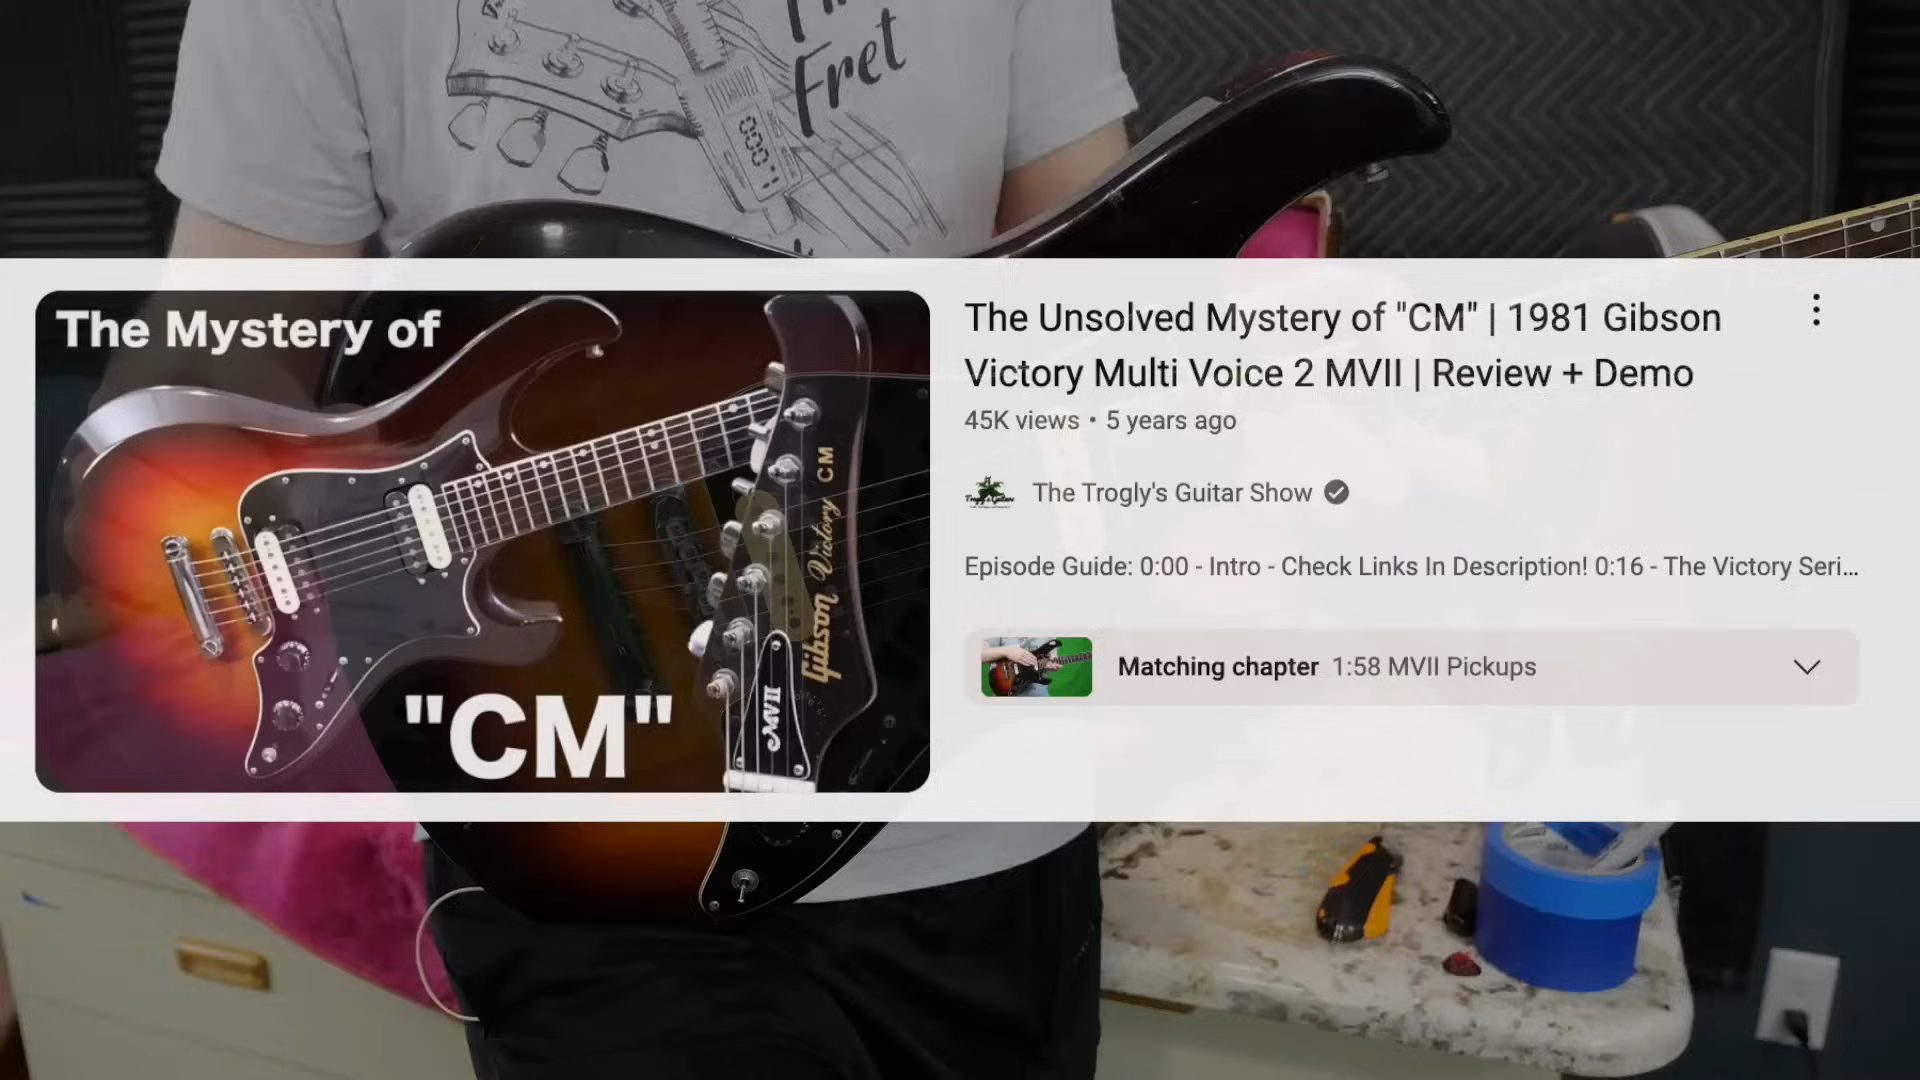 Fret
00071
The Mystery of
"CM"
Gibson Victory CM
MVII
The Unsolved Mystery of "CM" | 1981 Gibson
Victory Multi Voice 2 MVII | Review + Demo
45K views • 5 years ago
The Trogly's Guitar Show
Episode Guide: 0:00 - Intro - Check Links In Description! 0:16 - The Victory Seri...
Matching chapter 1:58 MVII Pickups